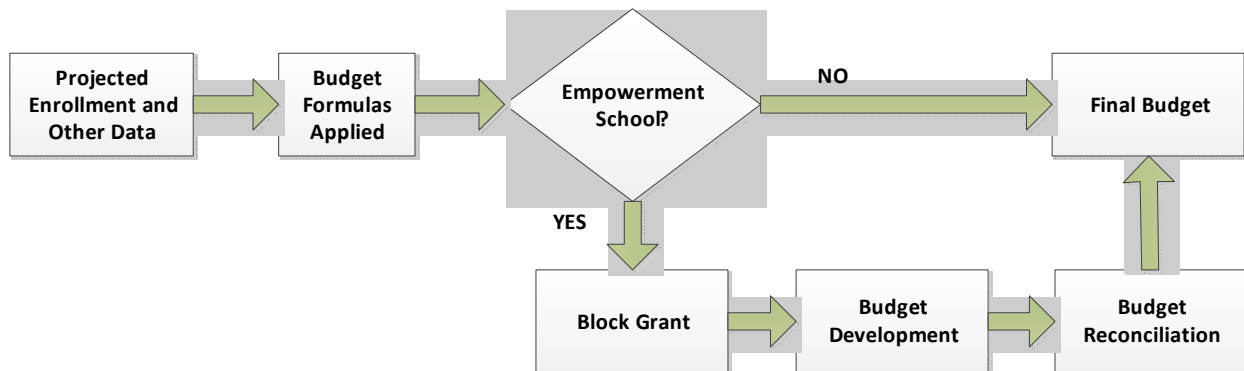 Projected
Enrollment and
Other Data
Budget
Formulas
Applied
Empowerment
School?
NO
Final Budget
YES
Block Grant
Budget
Development
Budget
Reconciliation